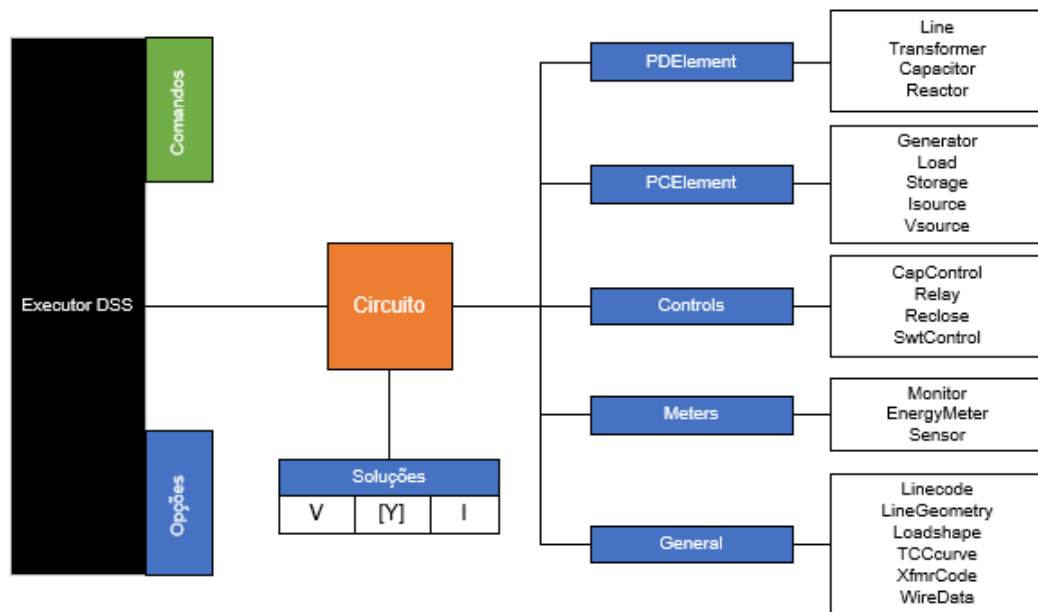 Executor DSS
Comandos
Opções
Circuito
Soluções
V
[Y]
I
PDElement
Line
Transformer
Capacitor
Reactor
PCElement
Generator
Load
Storage
Isource
Vsource
Controls
CapControl
Relay
Reclose
SwtControl
Meters
Monitor
EnergyMeter
Sensor
General
Linecode
LineGeometry
Loadshape
TCCcurve
XfmrCode
WireData